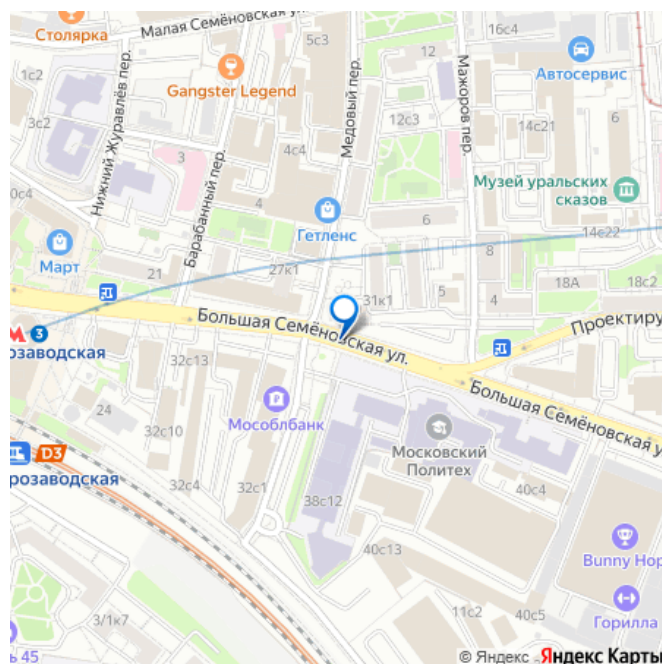 Столярка
Малая Семёновская ул.
5с3
16с4
12
Автосервис
1с2
Gangster Legend
Нижний Журавлёв пер.
Медовый пер.
Мажоров пер.
3с2
12с3
14с21
6
4с4
3
Барабанный пер.
Музей уральских
сказов
0с4
4
Гетленс
6
14с22
Март
21
27к1
8
5
4
18А
18с2
31к1
Большая Семёновская ул.
Проектиру
3
розаводская
32с13
24
Мособлбанк
Большая Семёновская у
32с10
Московский
Политех
D3
розаводская
32с4
32с1
38с12
40с4
40с13
Bunny Hop
3/1к7
11с2
40с5
Горилла
ь 45
© Яндекс Яндекс Карты